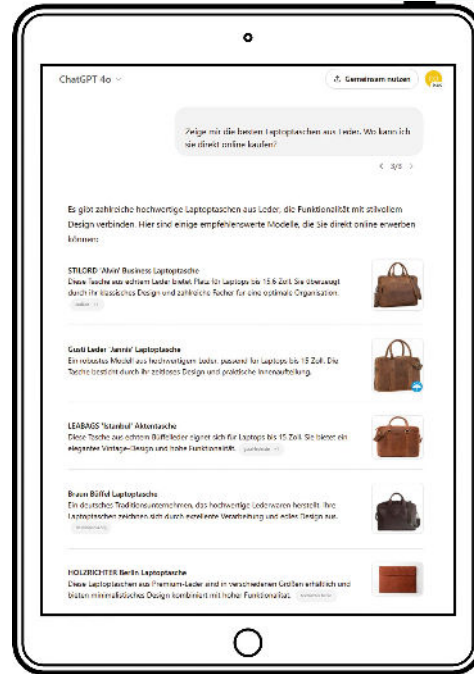 ChatGPT 4o
Gemeinsam nutzen
Zeige mir die besten Laptoptaschen aus Leder. Wo kann ich
sie direkt online kaufen?
< 3/3 >
Es gibt zahlreiche hochwertige Laptoptaschen aus Leder, die Funktionalität mit stilvollem
Design verbinden. Hier sind einige empfehlenswerte Modelle, die Sie direkt online erwerben
können:
STILORD 'Alvin' Business Laptoptasche
Diese Tasche aus echtem Leder bietet Platz für Laptops bis 15.6 Zoll. Sie überzeugt
durch ihr klassisches Design und zahlreiche Fächer für eine optimale Organisation.
Gusti Leder 'Jannis' Laptoptasche
Ein robustes Modell aus hochwertigem Leder, passend für Laptops bis 15 Zoll. Die
Tasche besticht durch ihr zeitloses Design und praktische Innenaufteilung.
LEABAGS 'Istanbul' Aktentasche
Diese Tasche aus echtem Büffelleder eignet sich für Laptops bis 15 Zoll. Sie bietet ein
elegantes Vintage-Design und hohe Funktionalität.
Braun Büffel Laptoptasche
Ein deutsches Traditionsunternehmen, das hochwertige Lederwaren herstellt. Ihre
Laptoptaschen zeichnen sich durch exzellente Verarbeitung und edles Design aus.
HOLZRICHTER Berlin Laptoptasche
Diese Laptoptaschen aus Premium-Leder sind in verschiedenen Größen erhältlich und
bieten minimalistisches Design kombiniert mit hoher Funktionalität.